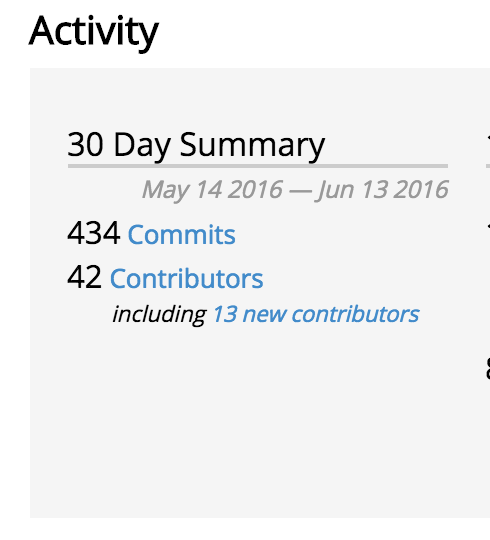 Activity
30 Day Summary
May 14 2016 — Jun 13 2016
434 Commits
42 Contributors
including 13 new contributors